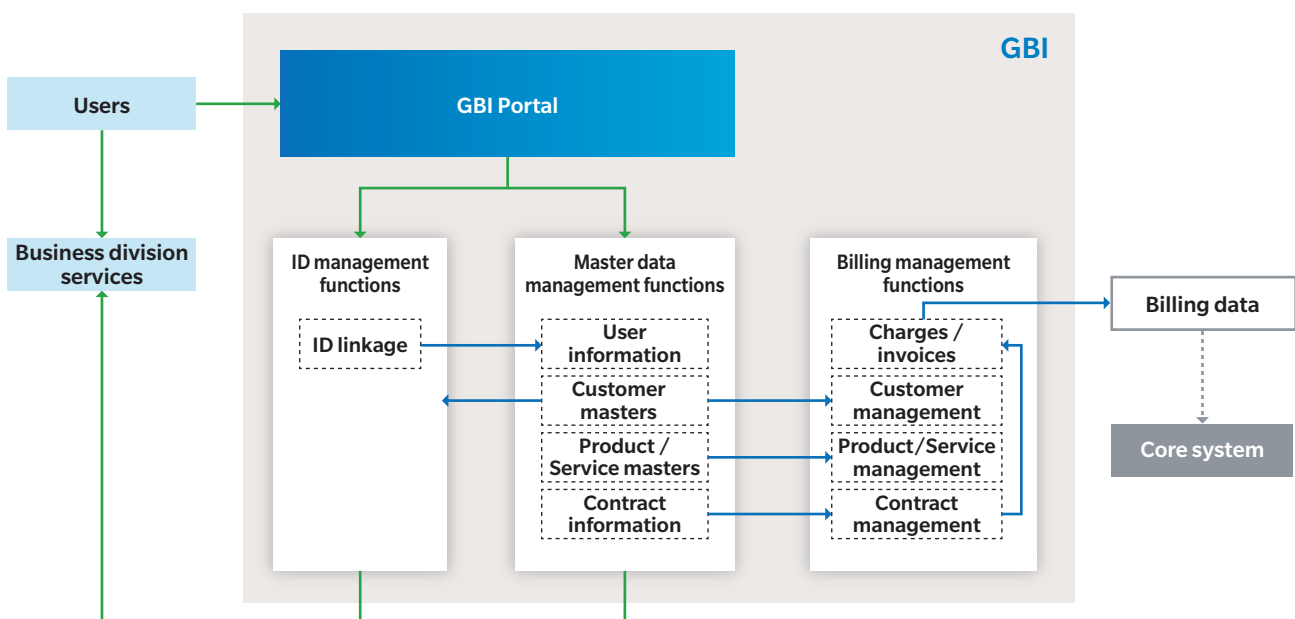 GBI
Users
GBI Portal
Business division
services
ID management
functions
ID linkage
Master data
management functions
User
information
Customer
masters
Product /
Service masters
Contract
information
Billing management
functions
Charges /
invoices
Customer
management
Product/Service
management
Contract
management
Billing data
Core system